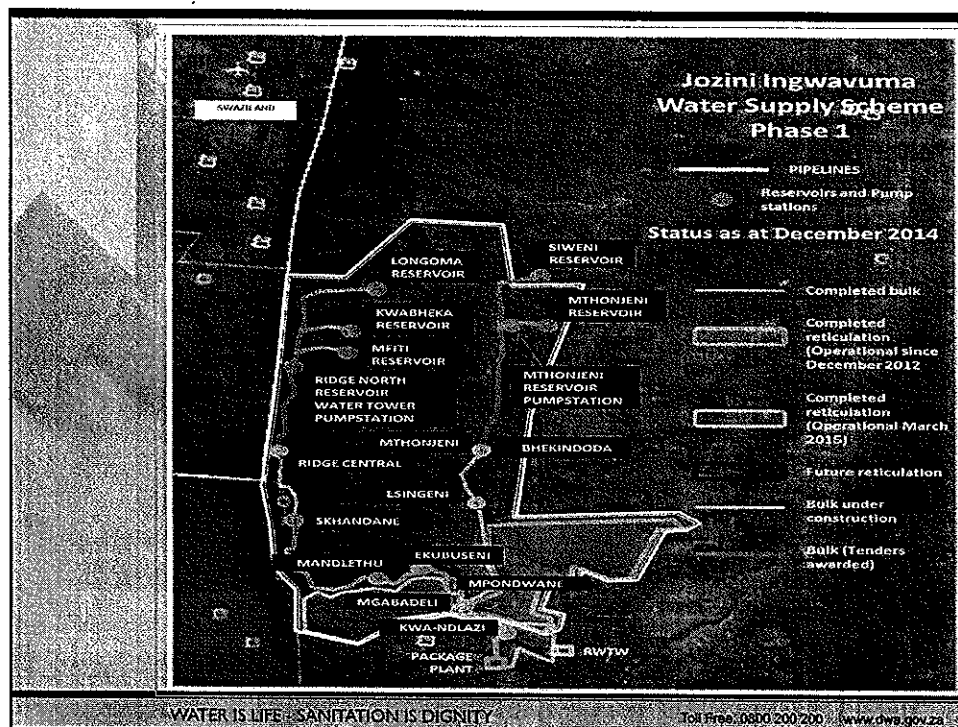 SWAZILAND
Jozini Ingwavuma
Water Supply Scheme
Phase 1
PIPELINES
Reservoirs and Pump
stations
Status as at December 2014
Completed bulk
Completed
reticulation
(Operational since
December 2012
Completed
reticulation
(Operational March
2015)
Future reticulation
Bulk under
construction
Bulk (Tenders
awarded)
SIWENI
RESERVOIR
LONGOMA
RESERVOIR
MTHONJENI
RESERVOIR
KWABHEKA
RESERVOIR
MFITI
RESERVOIR
RIDGE NORTH
RESERVOIR
WATER TOWER
PUMPSTATION
MTHONJENI
RESERVOIR
PUMPSTATION
MTHONJENI
BHEKINDODA
RIDGE CENTRAL
ESINGENI
SKHANDANE
EKUBUSENI
MANDLETHU
MPONDWANE
MGABADELI
KWA-NDLAZI
RWTW
PACKAGE
PLANT
WATER IS LIFE - SANITATION IS DIGNITY
Toll Free: 0800 200 200
www.dws.gov.za